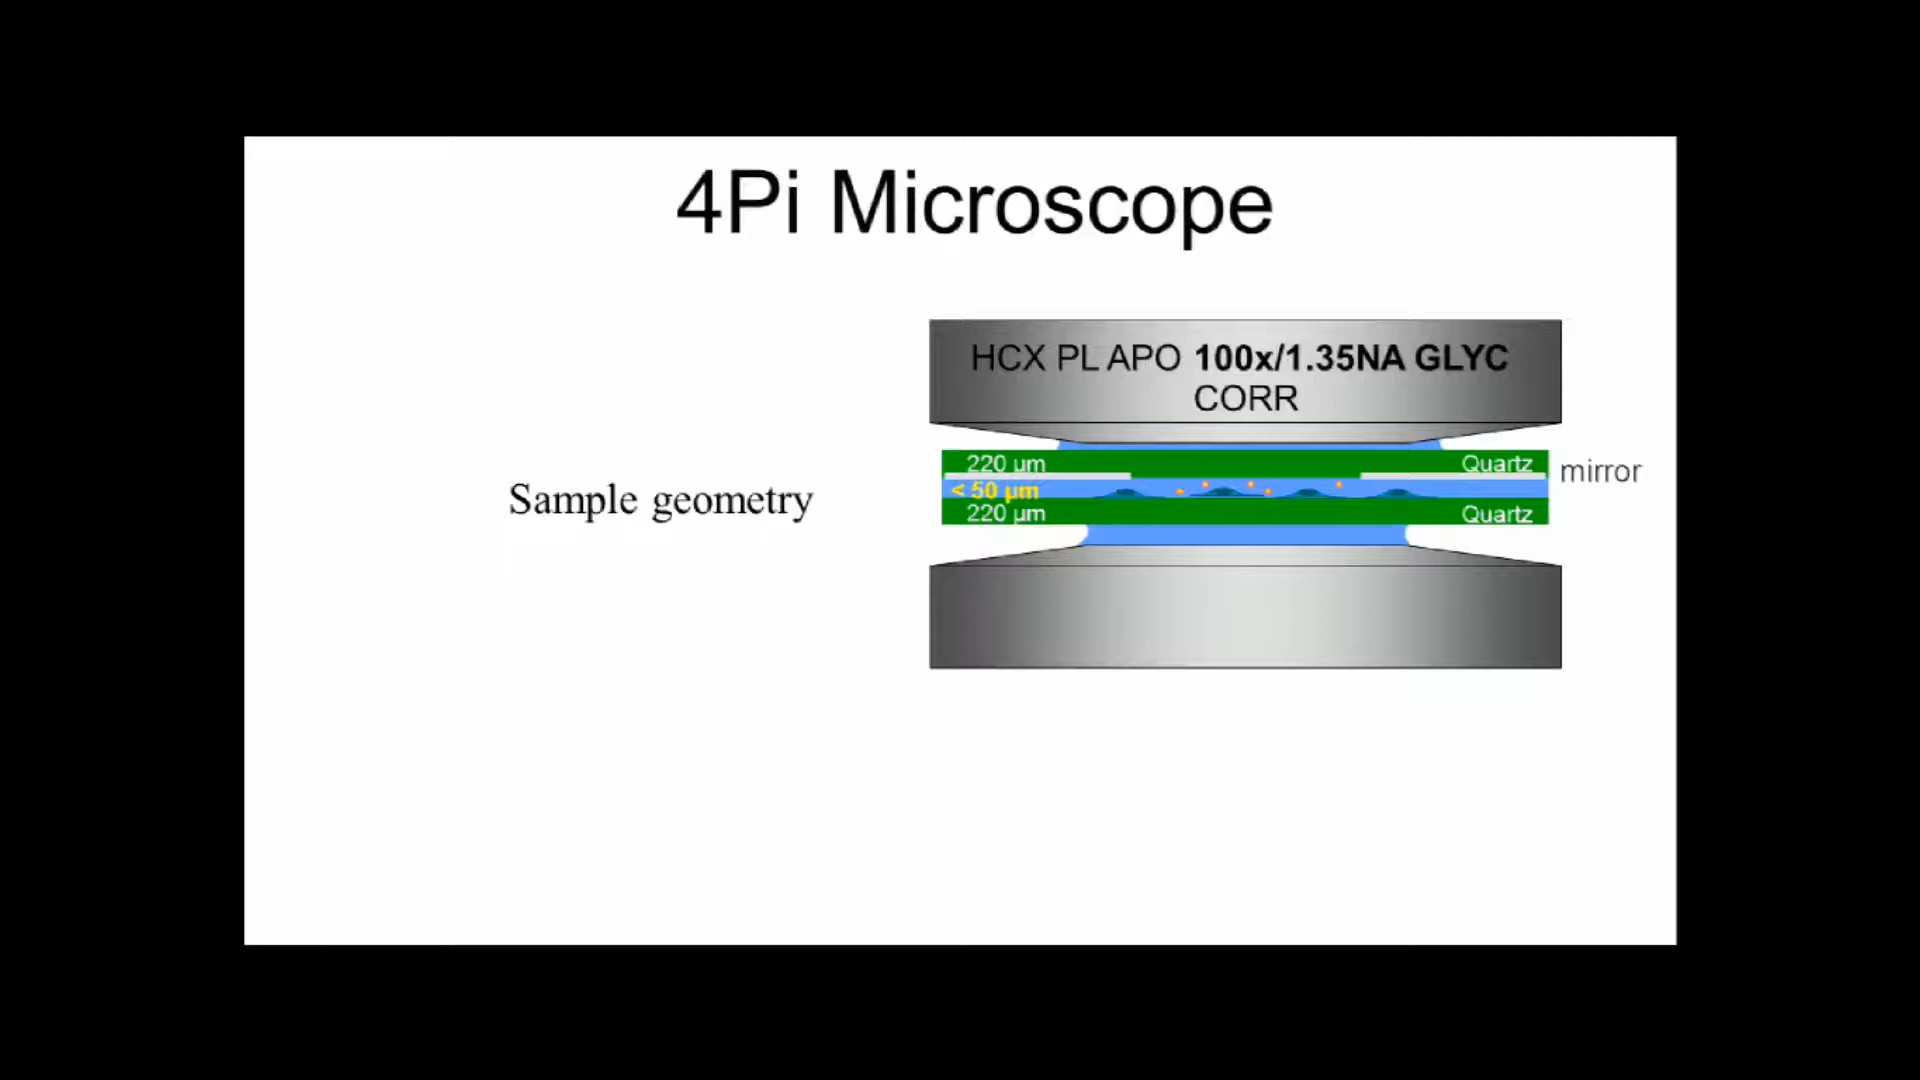 4Pi Microscope
HCX PL APO 100x/1.35NA GLYC
CORR
220 µm
Quartz
mirror
< 50 µm
220 µm
Quartz
Sample geometry